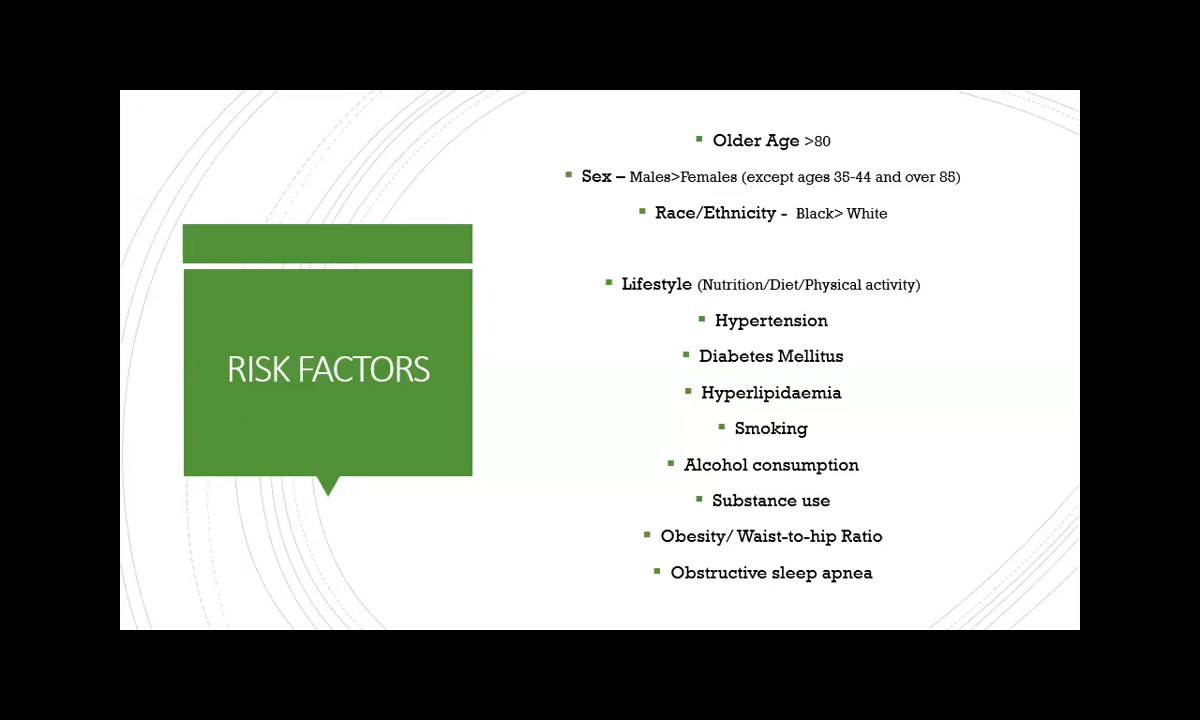 RISK FACTORS
▪ Older Age >80
▪ Sex – Males>Females (except ages 35-44 and over 85)
▪ Race/Ethnicity - Black> White
▪ Lifestyle (Nutrition/Diet/Physical activity)
▪ Hypertension
▪ Diabetes Mellitus
▪ Hyperlipidaemia
▪ Smoking
▪ Alcohol consumption
▪ Substance use
▪ Obesity/ Waist-to-hip Ratio
▪ Obstructive sleep apnea